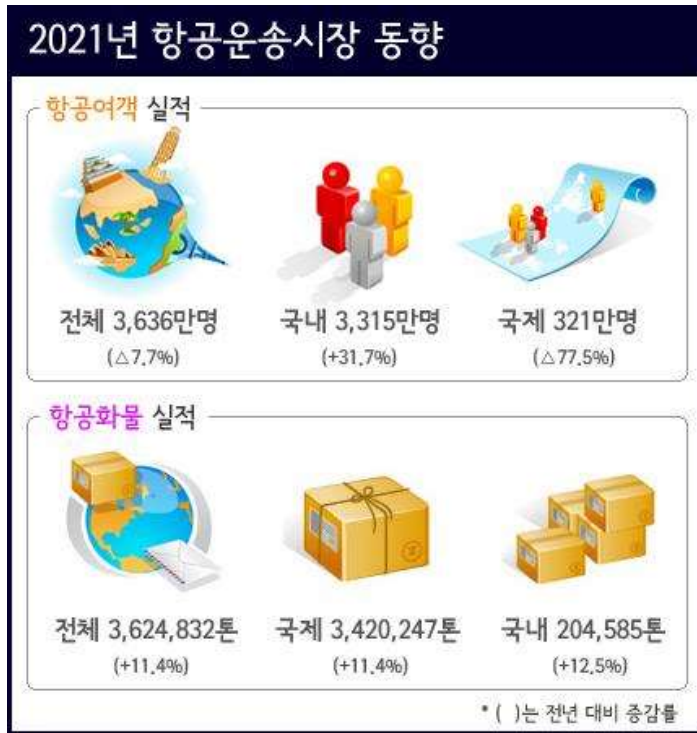 2021년 항공운송시장 동향
항공여객 실적
전체 3,636만명 국내 3,315만명 국제 321만명
(△7.7%) (+31.7%) (△77.5%)
항공화물 실적
전체 3,624,832톤 국제 3,420,247톤 국내 204,585톤
(+11.4%) (+11.4%) (+12.5%)
* ( )는 전년 대비 증감률